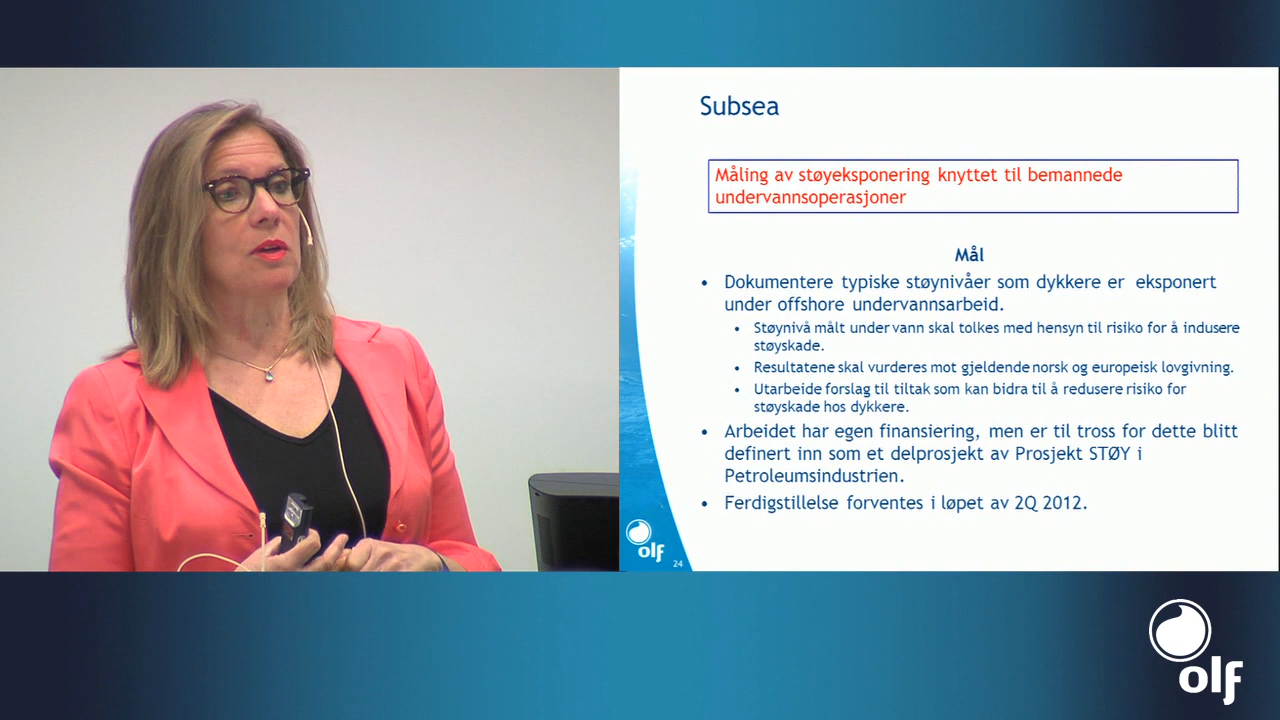 Subsea
Måling av støyeksponering knyttet til bemannede
undervannsoperasjoner
Mål
• Dokumentere typiske støynivåer som dykkere er eksponert
under offshore undervannsarbeid.
• Støynivå målt under vann skal tolkes med hensyn til risiko for å indusere
støyskade.
• Resultatene skal vurderes mot gjeldende norsk og europeisk lovgivning.
• Utarbeide forslag til tiltak som kan bidra til å redusere risiko for
støyskade hos dykkere.
• Arbeidet har egen finansiering, men er til tross for dette blitt
definert inn som et delprosjekt av Prosjekt STØY i
Petroleumsindustrien.
• Ferdigstillelse forventes i løpet av 2Q 2012.
olf
24
olf